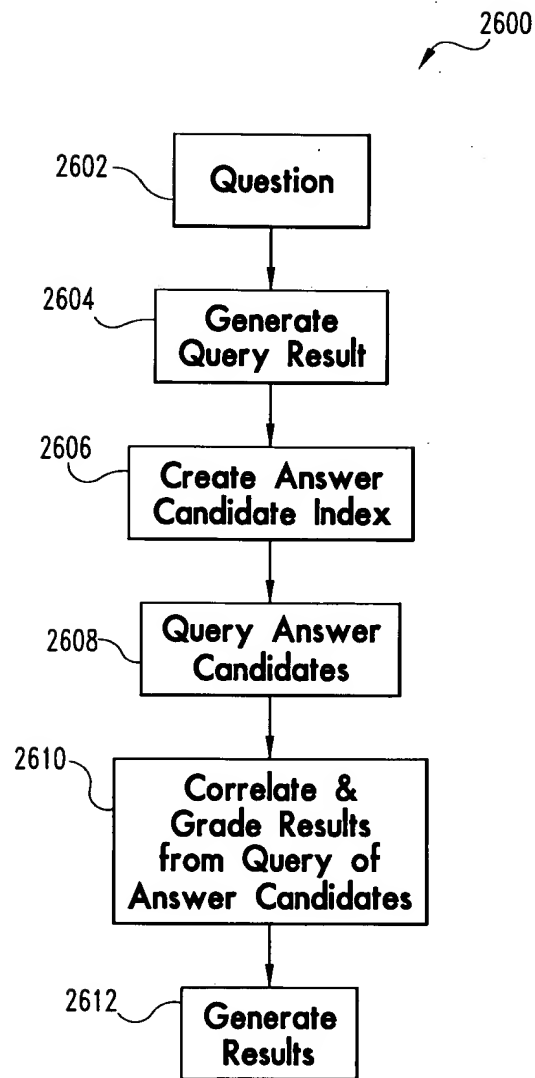 2600
2602
Question
2604
Generate
Query Result
2606
Create Answer
Candidate Index
2608
Query Answer
Candidates
2610
Correlate &
Grade Results
from Query of
Answer Candidates
2612
Generate
Results